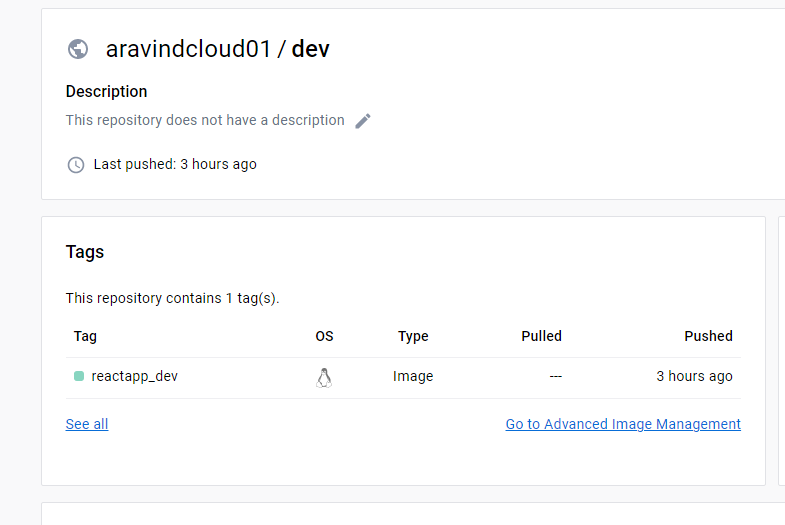 aravindcloud01 / dev
Description
This repository does not have a description
Last pushed: 3 hours ago
Tags
This repository contains 1 tag(s).
Tag OS Type Pulled Pushed
reactapp_dev Image --- 3 hours ago
See all Go to Advanced Image Management